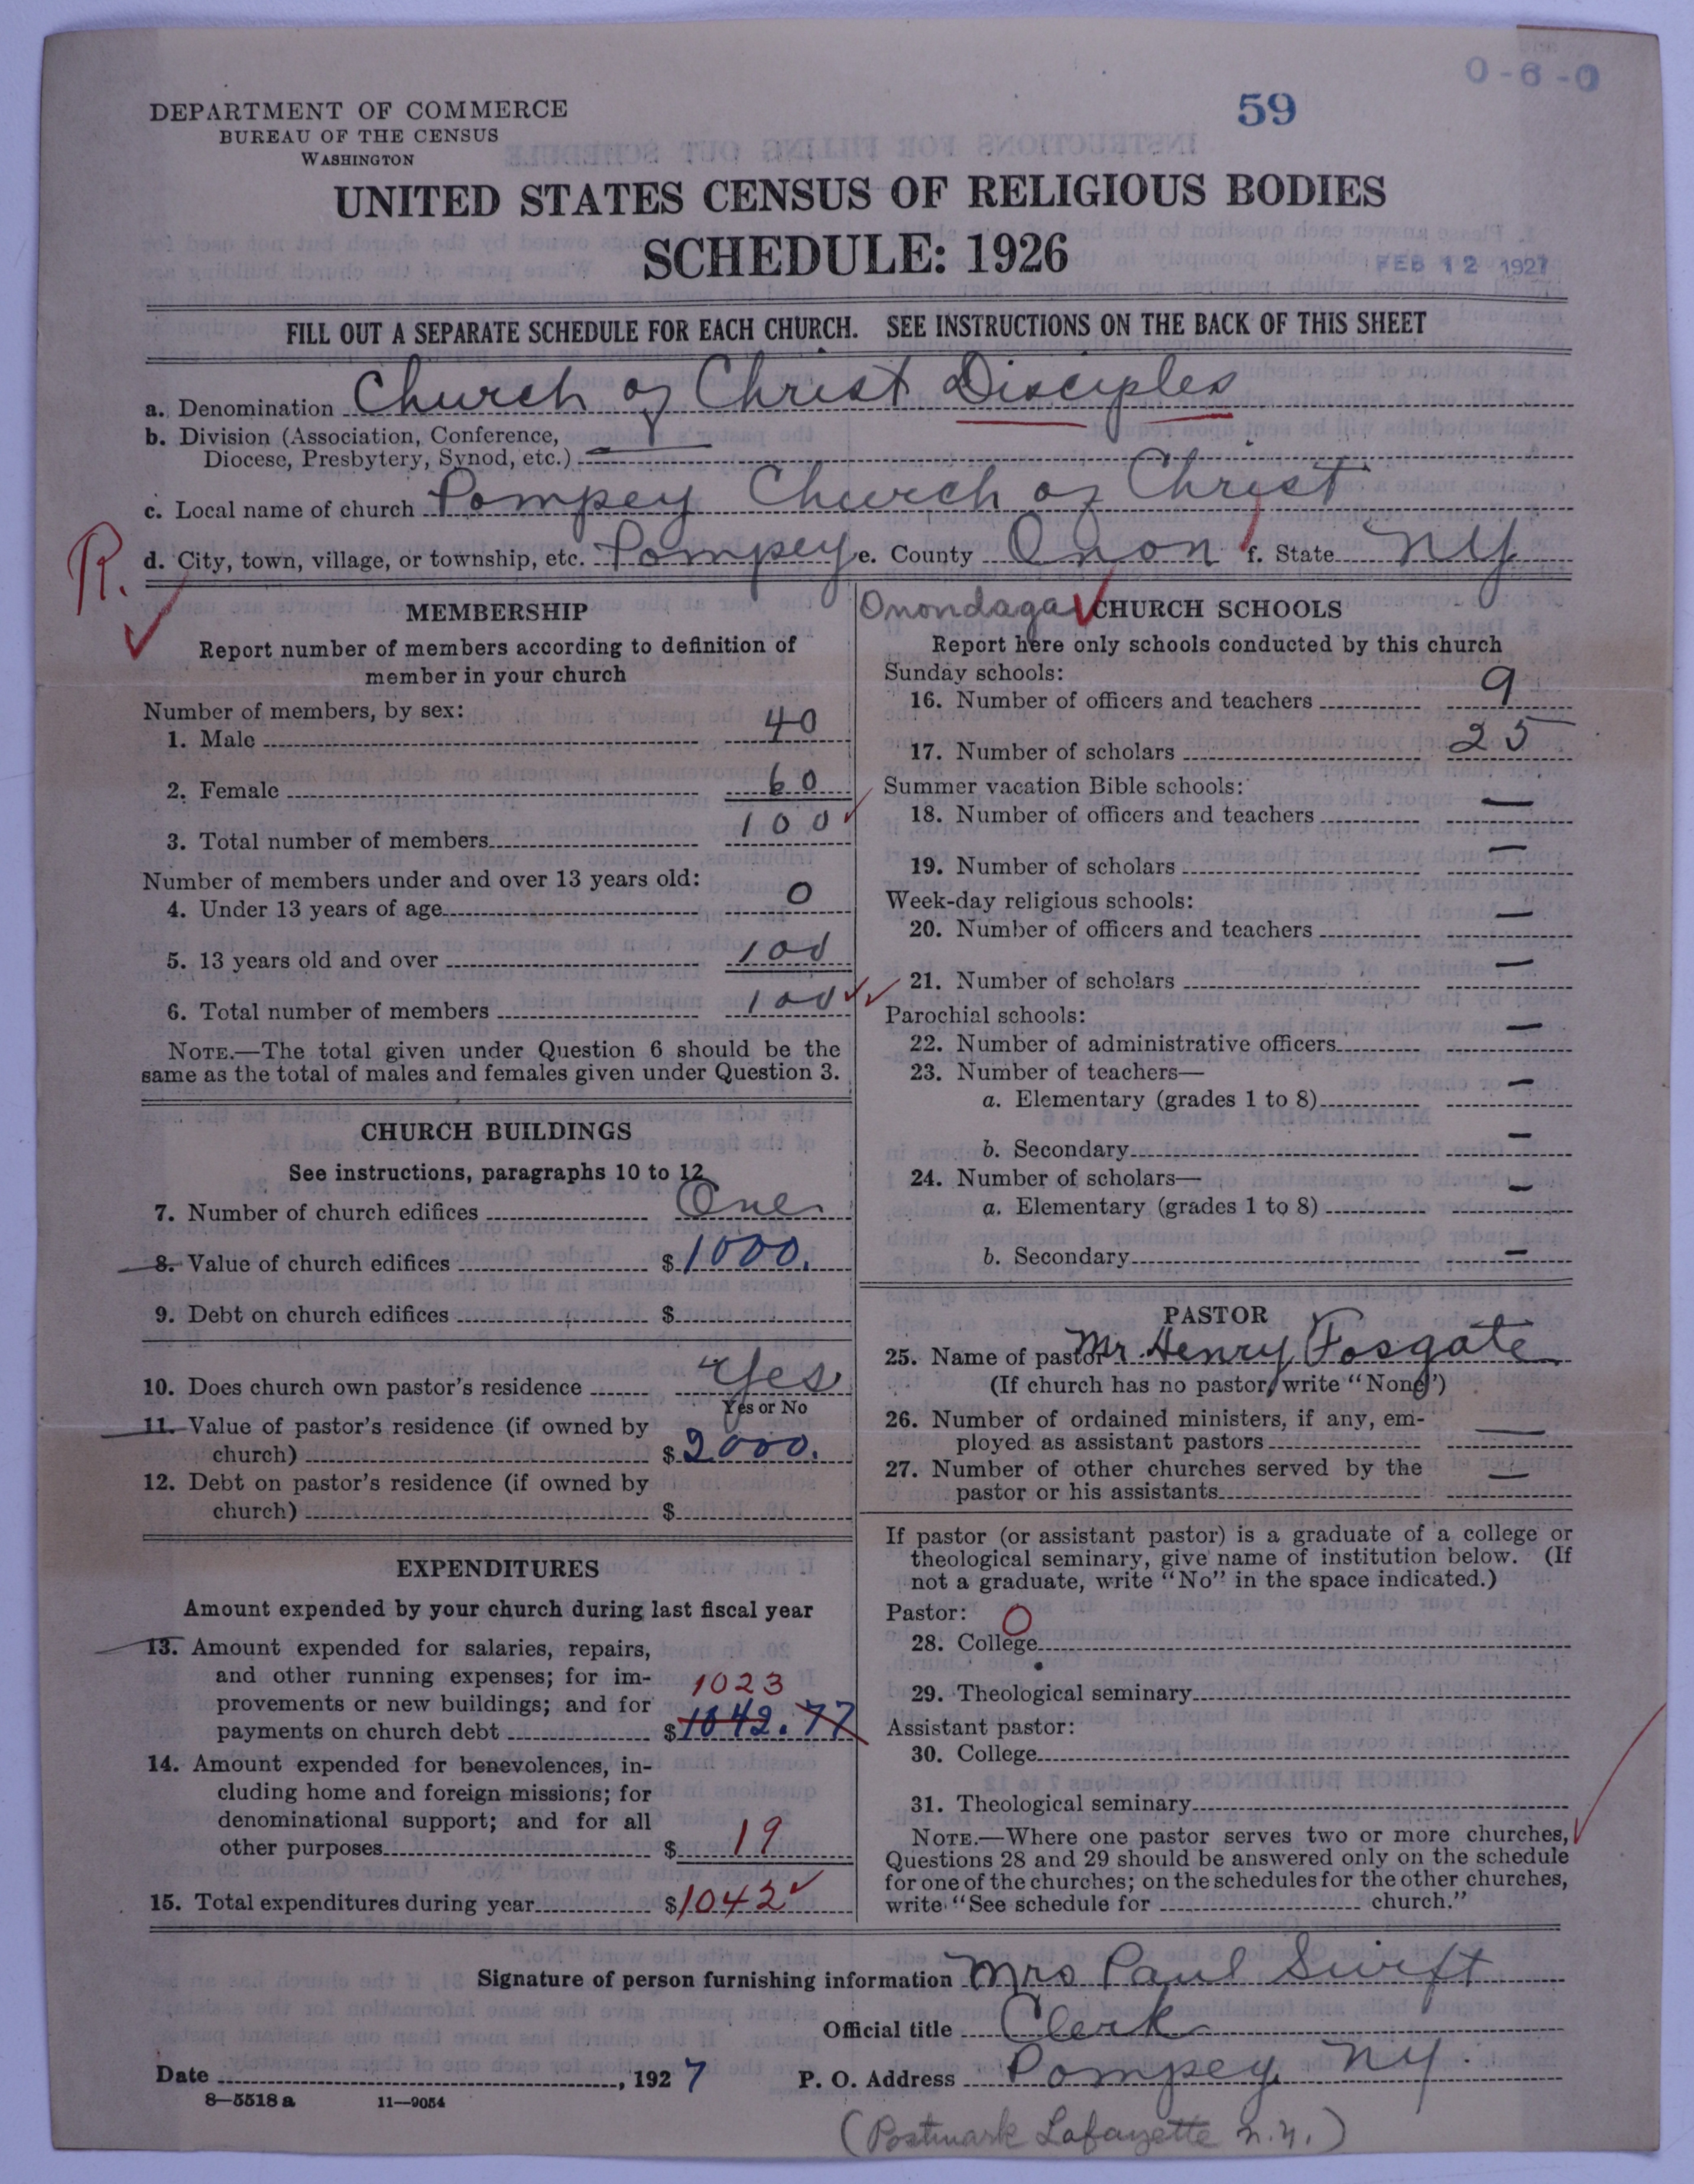 0-6-0
59
DEPARTMENT OF COMMERCE
BUREAU OF THE CENSUS
WASHINGTON
UNITED STATES CENSUS OF RELIGIOUS BODIES
SCHEDULE: 1926
FEB 12 1927
FILL OUT A SEPARATE SCHEDULE FOR EACH CHURCH. SEE INSTRUCTIONS ON THE BACK OF THIS SHEET
a. Denomination Church of Christ Disciples
b. Division (Association, Conference,
Diocese, Presbytery, Synod, etc.)
c. Local name of church Pompey Church of Christ
R. d. City, town, village, or township, etc. Pompey e. County Onon f. State NY
MEMBERSHIP
Report number of members according to definition of
member in your church
Number of members, by sex:
1. Male 40
2. Female 60
3. Total number of members 100
Number of members under and over 13 years old:
4. Under 13 years of age 0
5. 13 years old and over 100
6. Total number of members 100
NOTE.—The total given under Question 6 should be the
same as the total of males and females given under Question 3.
CHURCH BUILDINGS
See instructions, paragraphs 10 to 12
7. Number of church edifices One
8. Value of church edifices $1000.
9. Debt on church edifices $
10. Does church own pastor's residence Yes
Yes or No
11. Value of pastor's residence (if owned by
church) $2000.
12. Debt on pastor's residence (if owned by
church) $
EXPENDITURES
Amount expended by your church during last fiscal year
13. Amount expended for salaries, repairs,
and other running expenses; for im- 1023
provements or new buildings; and for
payments on church debt $1042.77
14. Amount expended for benevolences, in-
cluding home and foreign missions; for
denominational support; and for all
other purposes $19
15. Total expenditures during year $1042
Onondaga CHURCH SCHOOLS
Report here only schools conducted by this church
Sunday schools:
16. Number of officers and teachers 9
17. Number of scholars 25
Summer vacation Bible schools:
18. Number of officers and teachers —
19. Number of scholars —
Week-day religious schools:
20. Number of officers and teachers —
21. Number of scholars —
Parochial schools:
22. Number of administrative officers —
23. Number of teachers—
a. Elementary (grades 1 to 8) —
b. Secondary —
24. Number of scholars—
a. Elementary (grades 1 to 8) —
b. Secondary —
PASTOR
25. Name of pastor Mr. Henry Fosgate
(If church has no pastor, write "None")
26. Number of ordained ministers, if any, em-
ployed as assistant pastors —
27. Number of other churches served by the
pastor or his assistants —
If pastor (or assistant pastor) is a graduate of a college or
theological seminary, give name of institution below. (If
not a graduate, write "No" in the space indicated.)
Pastor: O
28. College
29. Theological seminary
Assistant pastor:
30. College
31. Theological seminary
NOTE.—Where one pastor serves two or more churches,
Questions 28 and 29 should be answered only on the schedule
for one of the churches; on the schedules for the other churches,
write "See schedule for church."
Signature of person furnishing information Mrs Paul Swift
Official title Clerk
Date , 1927 P. O. Address Pompey, NY.
8—5518 a 11—9054
(Postmark Lafayette N.Y.)